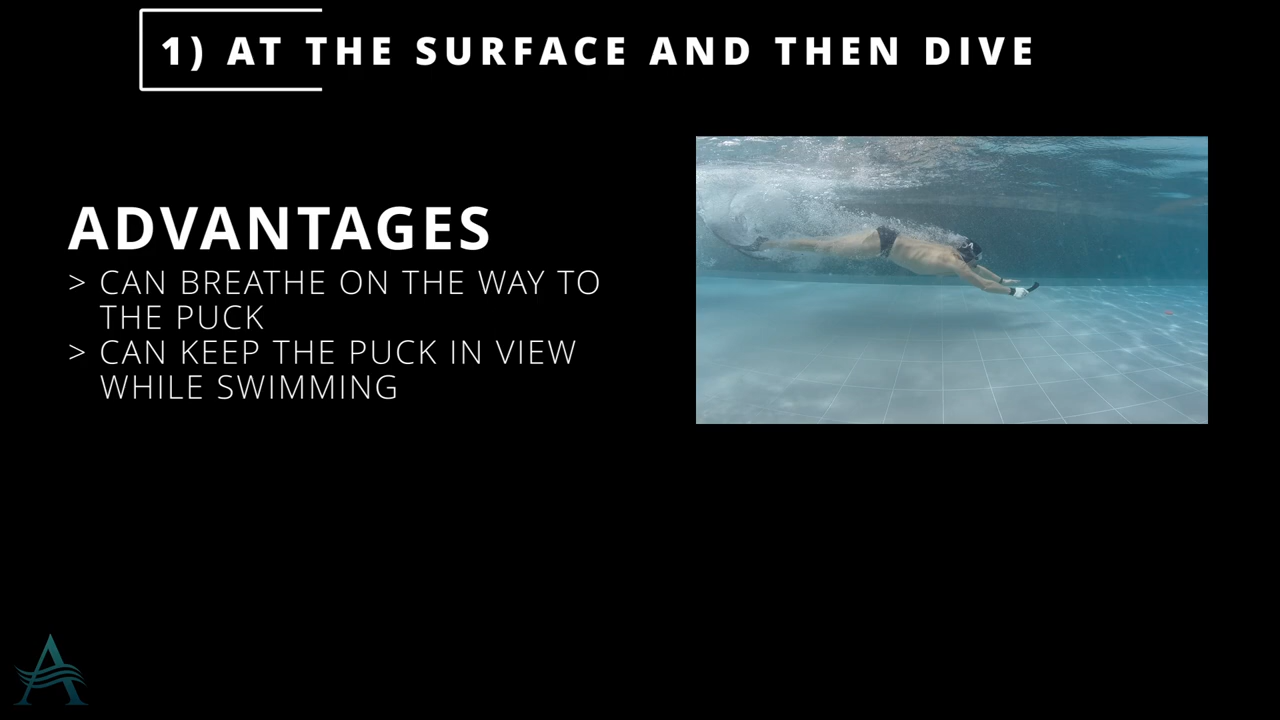 1) AT THE SURFACE AND THEN DIVE
ADVANTAGES
> CAN BREATHE ON THE WAY TO
THE PUCK
> CAN KEEP THE PUCK IN VIEW
WHILE SWIMMING
A